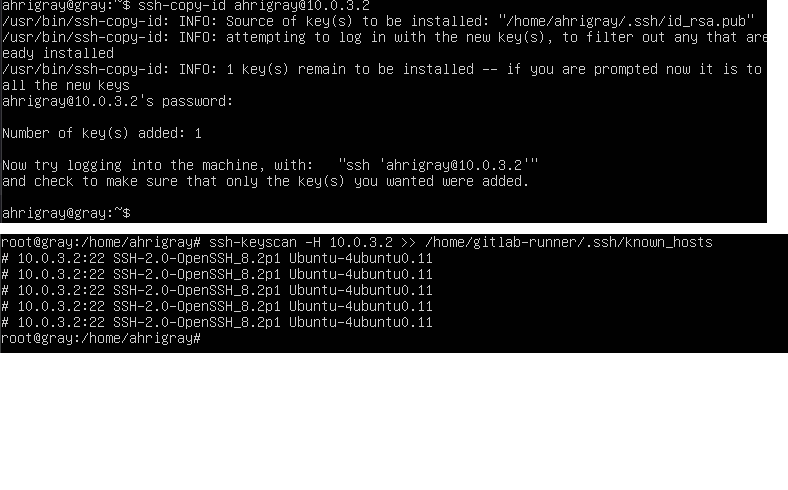 ahrigray@gray:~$ ssh-copy-id ahrigray@10.0.3.2
/usr/bin/ssh-copy-id: INFO: Source of key(s) to be installed: "/home/ahrigray/.ssh/id_rsa.pub"
/usr/bin/ssh-copy-id: INFO: attempting to log in with the new key(s), to filter out any that are
eady installed
/usr/bin/ssh-copy-id: INFO: 1 key(s) remain to be installed -- if you are prompted now it is to
all the new keys
ahrigray@10.0.3.2's password:
Number of key(s) added: 1
Now try logging into the machine, with:   "ssh 'ahrigray@10.0.3.2'"
and check to make sure that only the key(s) you wanted were added.
ahrigray@gray:~$
root@gray:/home/ahrigray# ssh-keyscan -H 10.0.3.2 >> /home/gitlab-runner/.ssh/known_hosts
# 10.0.3.2:22 SSH-2.0-OpenSSH_8.2p1 Ubuntu-4ubuntu0.11
# 10.0.3.2:22 SSH-2.0-OpenSSH_8.2p1 Ubuntu-4ubuntu0.11
# 10.0.3.2:22 SSH-2.0-OpenSSH_8.2p1 Ubuntu-4ubuntu0.11
# 10.0.3.2:22 SSH-2.0-OpenSSH_8.2p1 Ubuntu-4ubuntu0.11
# 10.0.3.2:22 SSH-2.0-OpenSSH_8.2p1 Ubuntu-4ubuntu0.11
root@gray:/home/ahrigray#